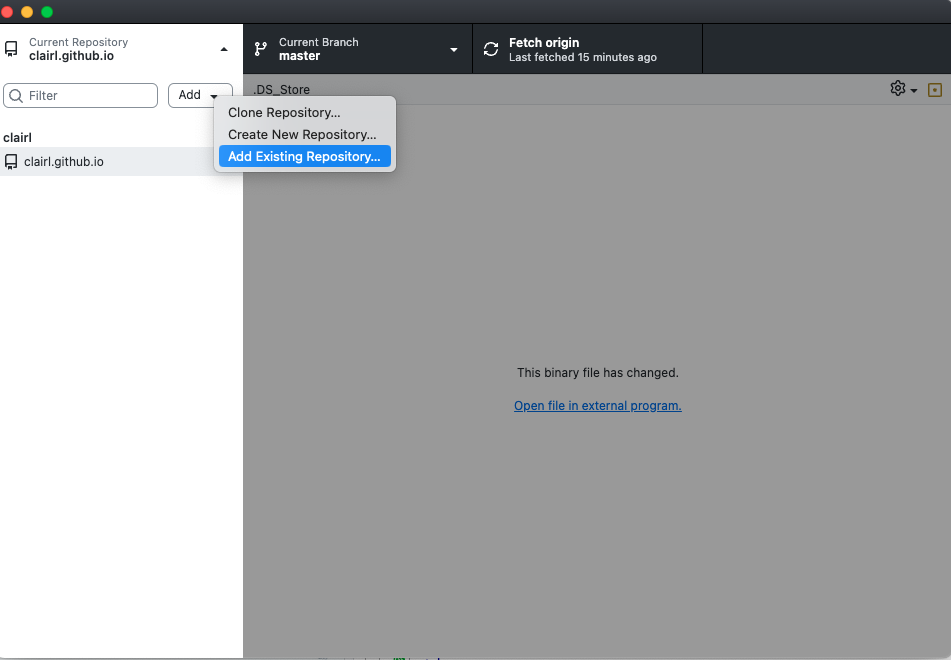 Current Repository
clairl.github.io
Current Branch
master
Fetch origin
Last fetched 15 minutes ago
Filter
Add
.DS_Store
Clone Repository...
Create New Repository...
Add Existing Repository...
clairl
clairl.github.io
This binary file has changed.
Open file in external program.